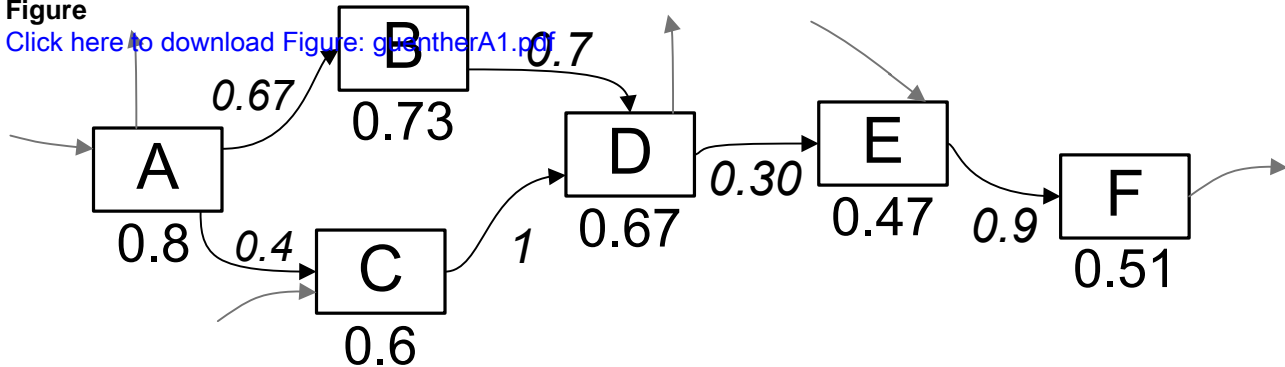 Figure
Click here to download Figure: guentherA1.pdf
B
0.7
0.67
0.73
A
D
E
0.30
F
0.8
0.4
C
1
0.67
0.47
0.9
0.51
0.6